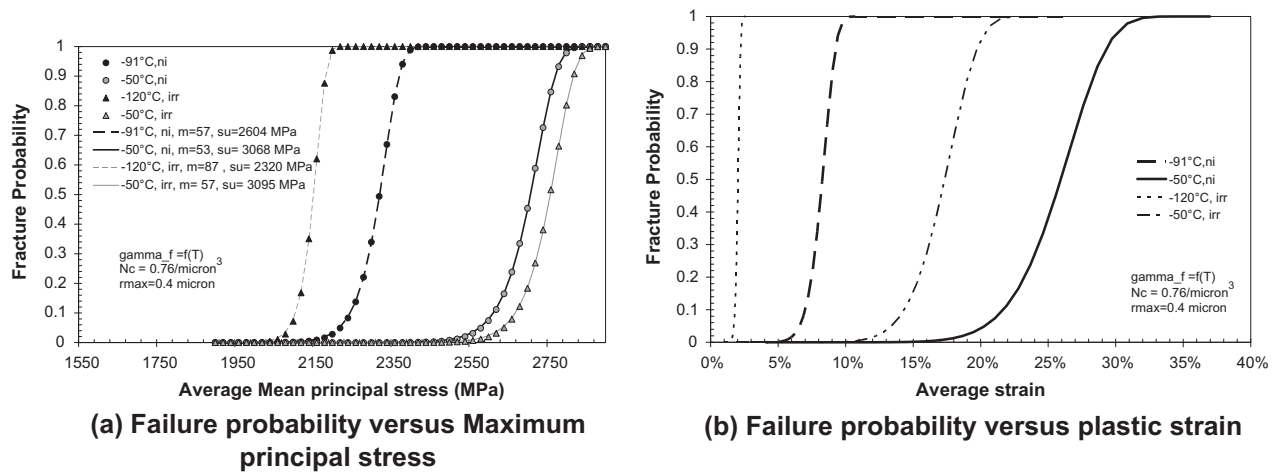 1
0.9
0.8
0.7
0.6
0.5
0.4
0.3
0.2
0.1
0
Fracture Probability
-91°C,ni
-50°C,ni
-120°C, irr
-50°C, irr
-91°C, ni, m=57, su=2604 MPa
-50°C, ni, m=53, su= 3068 MPa
-120°C, irr, m=87 , su= 2320 MPa
-50°C, irr, m= 57, su= 3095 MPa
gamma_f =f(T)
Nc = 0.76/micron3
rmax=0.4 micron
1550 1750 1950 2150 2350 2550 2750
Average Mean principal stress (MPa)
(a) Failure probability versus Maximum
principal stress
1
0.9
0.8
0.7
0.6
0.5
0.4
0.3
0.2
0.1
0
Fracture Probability
-91°C,ni
-50°C,ni
-120°C, irr
-50°C, irr
gamma_f =f(T)
Nc = 0.76/micron3
rmax=0.4 micron
0% 5% 10% 15% 20% 25% 30% 35% 40%
Average strain
(b) Failure probability versus plastic strain